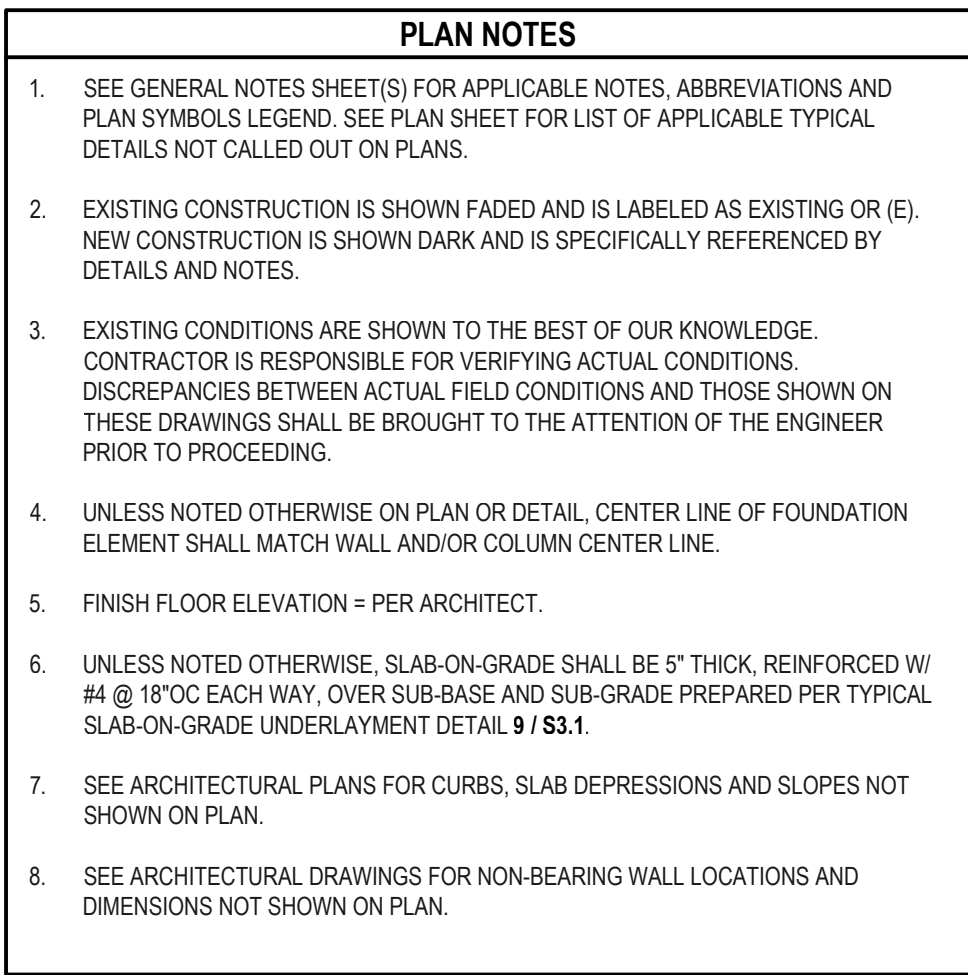 PLAN NOTES
1. SEE GENERAL NOTES SHEET(S) FOR APPLICABLE NOTES, ABBREVIATIONS AND
PLAN SYMBOLS LEGEND. SEE PLAN SHEET FOR LIST OF APPLICABLE TYPICAL
DETAILS NOT CALLED OUT ON PLANS.
2. EXISTING CONSTRUCTION IS SHOWN FADED AND IS LABELED AS EXISTING OR (E).
NEW CONSTRUCTION IS SHOWN DARK AND IS SPECIFICALLY REFERENCED BY
DETAILS AND NOTES.
3. EXISTING CONDITIONS ARE SHOWN TO THE BEST OF OUR KNOWLEDGE.
CONTRACTOR IS RESPONSIBLE FOR VERIFYING ACTUAL CONDITIONS.
DISCREPANCIES BETWEEN ACTUAL FIELD CONDITIONS AND THOSE SHOWN ON
THESE DRAWINGS SHALL BE BROUGHT TO THE ATTENTION OF THE ENGINEER
PRIOR TO PROCEEDING.
4. UNLESS NOTED OTHERWISE ON PLAN OR DETAIL, CENTER LINE OF FOUNDATION
ELEMENT SHALL MATCH WALL AND/OR COLUMN CENTER LINE.
5. FINISH FLOOR ELEVATION = PER ARCHITECT.
6. UNLESS NOTED OTHERWISE, SLAB-ON-GRADE SHALL BE 5" THICK, REINFORCED W/
#4 @ 18"OC EACH WAY, OVER SUB-BASE AND SUB-GRADE PREPARED PER TYPICAL
SLAB-ON-GRADE UNDERLAYMENT DETAIL 9 / S3.1.
7. SEE ARCHITECTURAL PLANS FOR CURBS, SLAB DEPRESSIONS AND SLOPES NOT
SHOWN ON PLAN.
8. SEE ARCHITECTURAL DRAWINGS FOR NON-BEARING WALL LOCATIONS AND
DIMENSIONS NOT SHOWN ON PLAN.